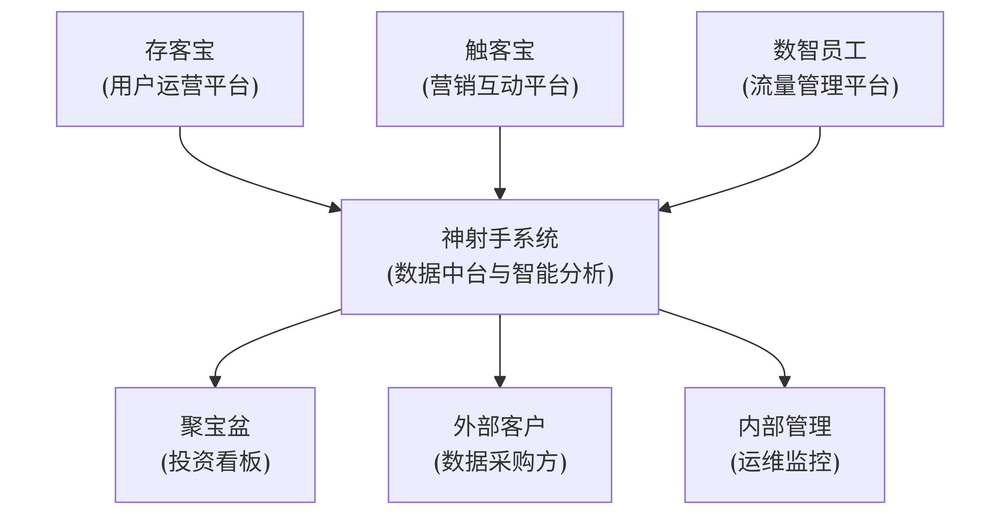 存客宝
(用户运营平台)
触客宝
(营销互动平台)
数智员工
(流量管理平台)
神射手系统
(数据中台与智能分析)
聚宝盆
(投资看板)
外部客户
(数据采购方)
内部管理
(运维监控)